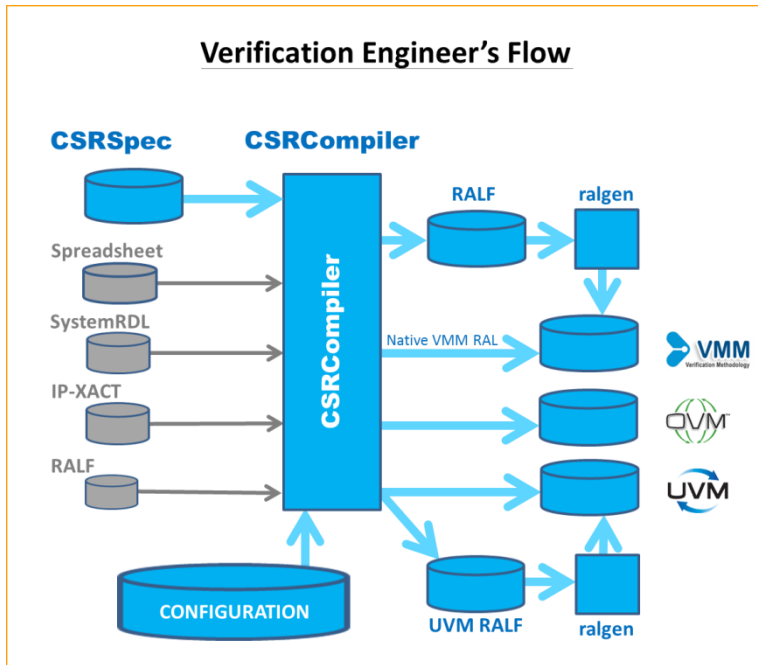 Verification Engineer's Flow
CSRSpec
CSRCompiler
RALF
ralgen
Spreadsheet
SystemRDL
IP-XACT
RALF
CSRCompiler
Native VMM RAL
VMM
Verification Methodology
OVM™
UVM
CONFIGURATION
UVM RALF
ralgen